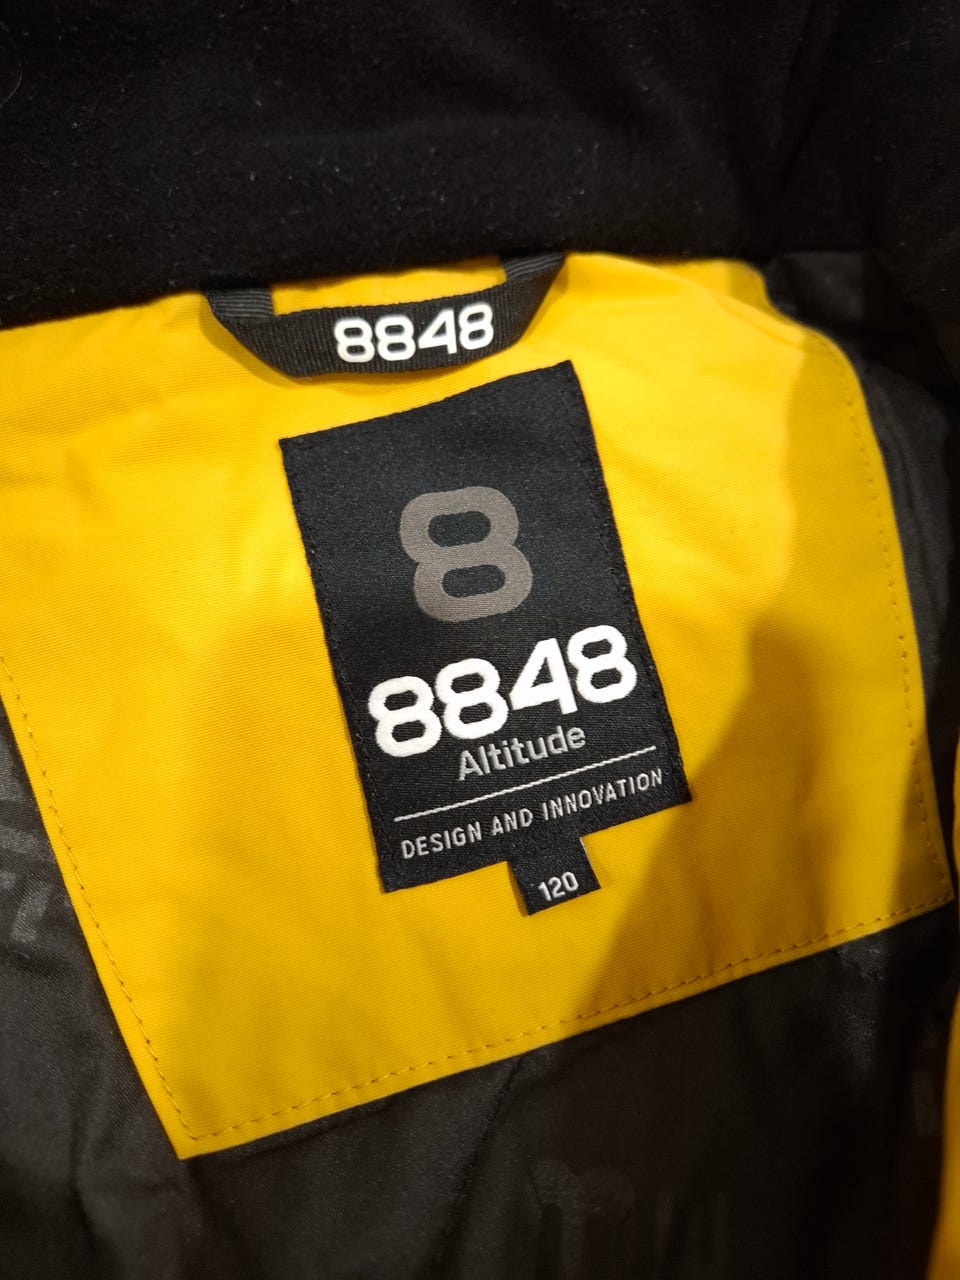 8848
8
8848
Altitude
DESIGN AND INNOVATION
120